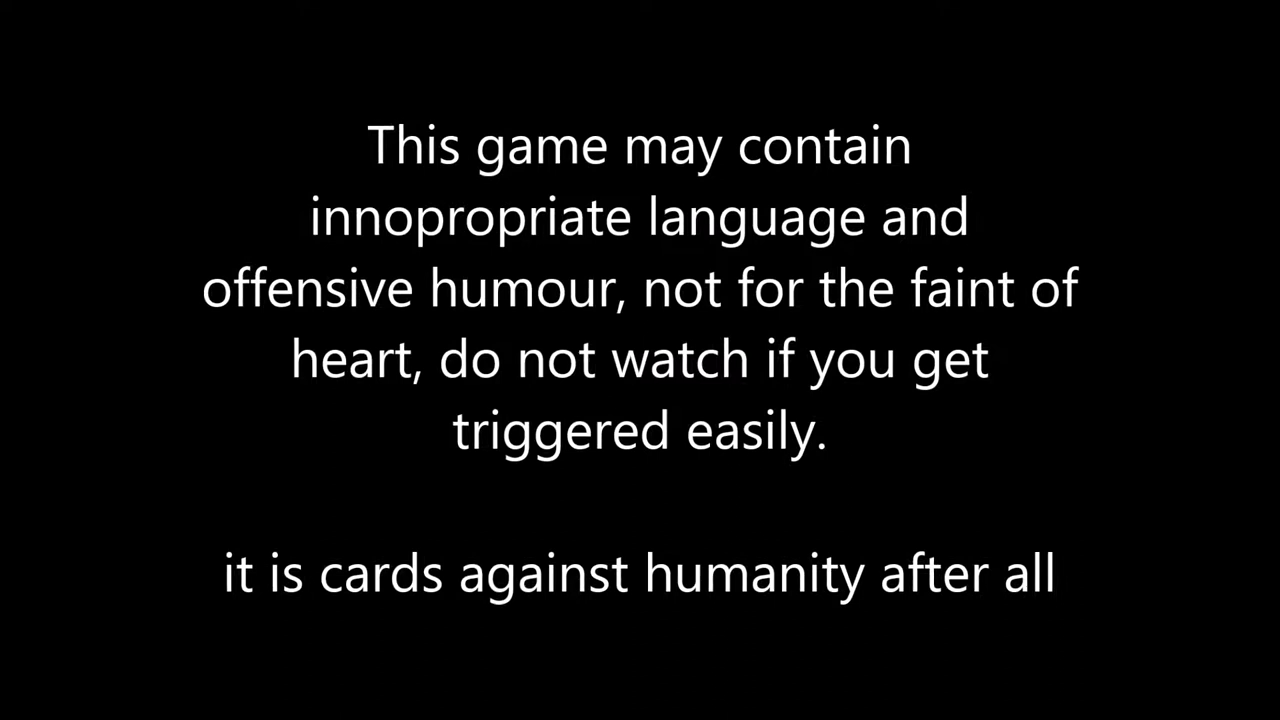 This game may contain
innopropriate language and
offensive humour, not for the faint of
heart, do not watch if you get
triggered easily.
it is cards against humanity after all